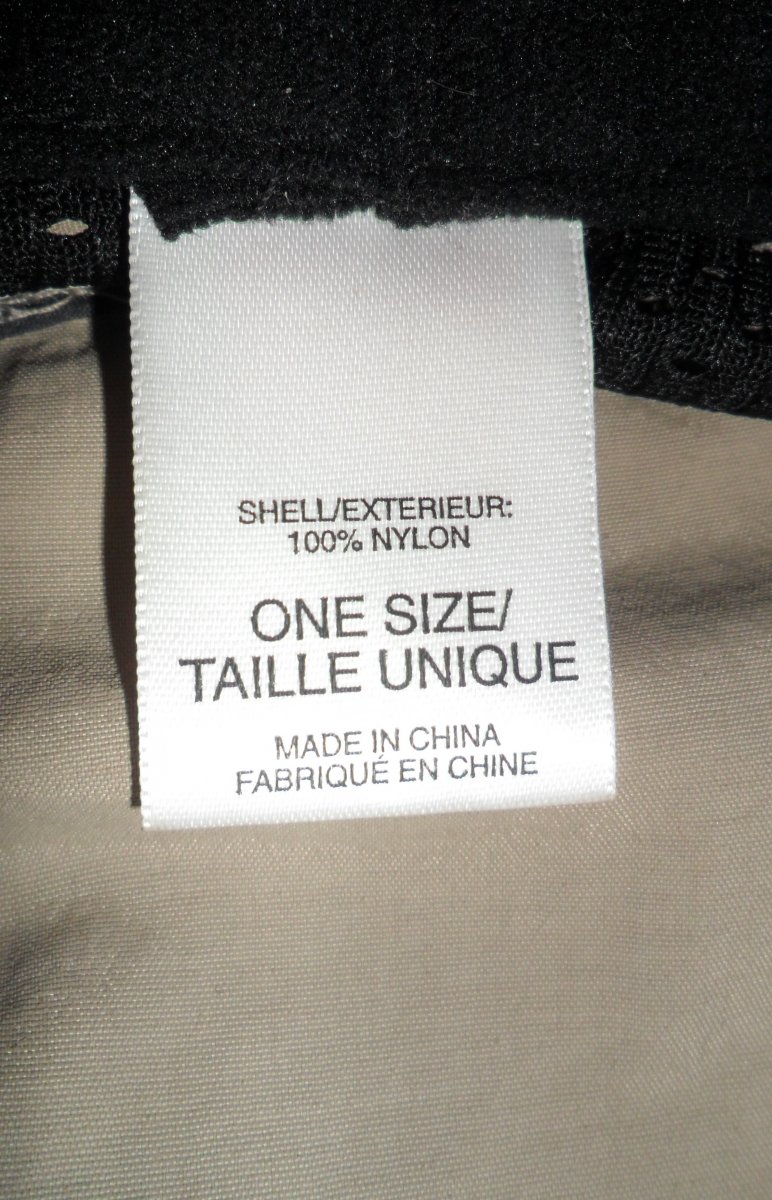 SHELL/EXTERIEUR:
100% NYLON
ONE SIZE/
TAILLE UNIQUE
MADE IN CHINA
FABRIQUÉ EN CHINE